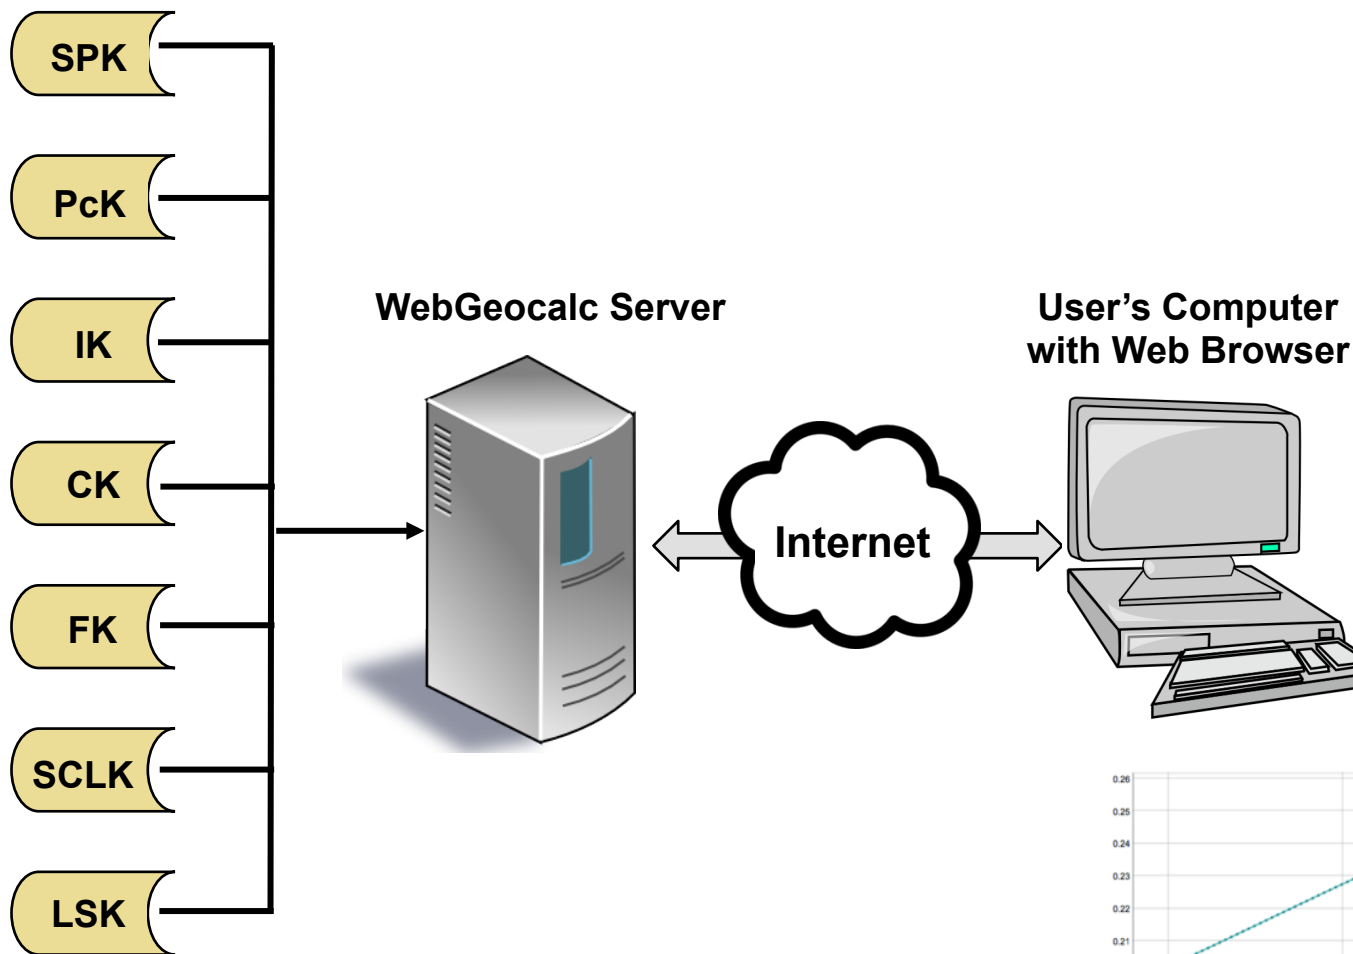 SPK
PcK
IK
CK
FK
SCLK
LSK
WebGeocalc Server
Internet
User’s Computer
with Web Browser
0.26
0.25
0.24
0.23
0.22
0.21